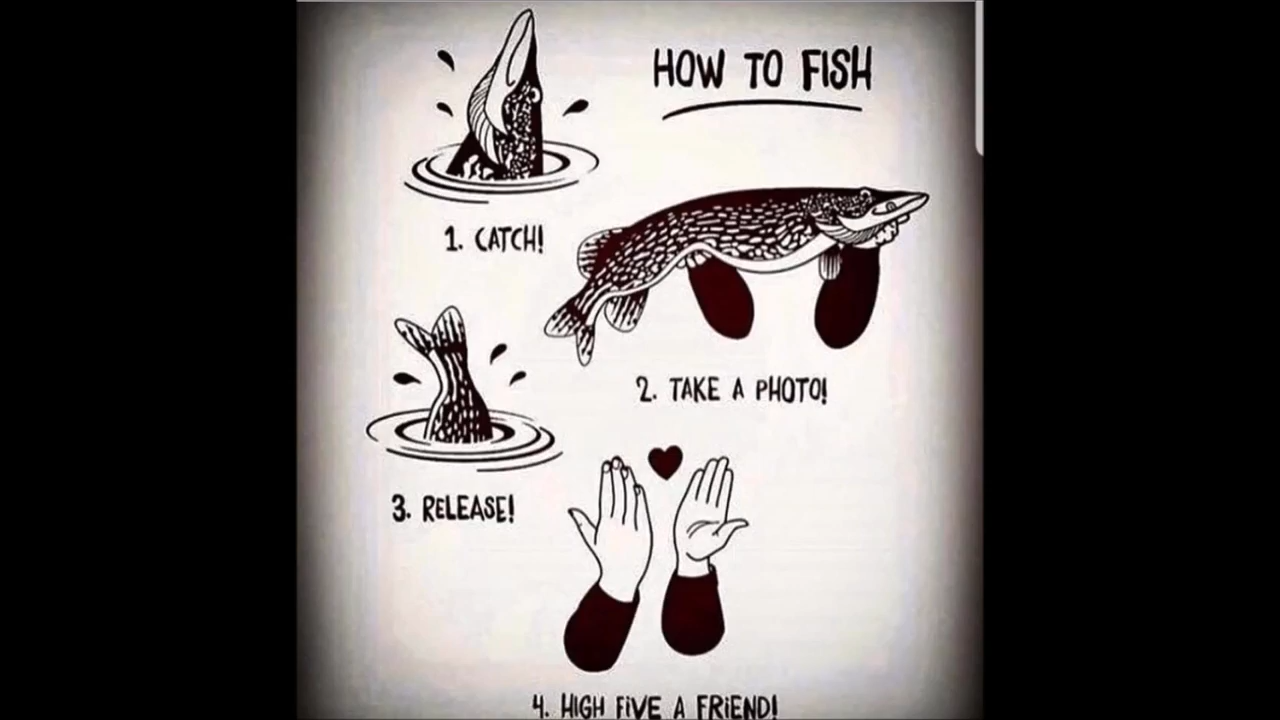 HOW TO FISH
1. CATCH!
2. TAKE A PHOTO!
3. RELEASE!
4. HIGH FIVE A FRIEND!